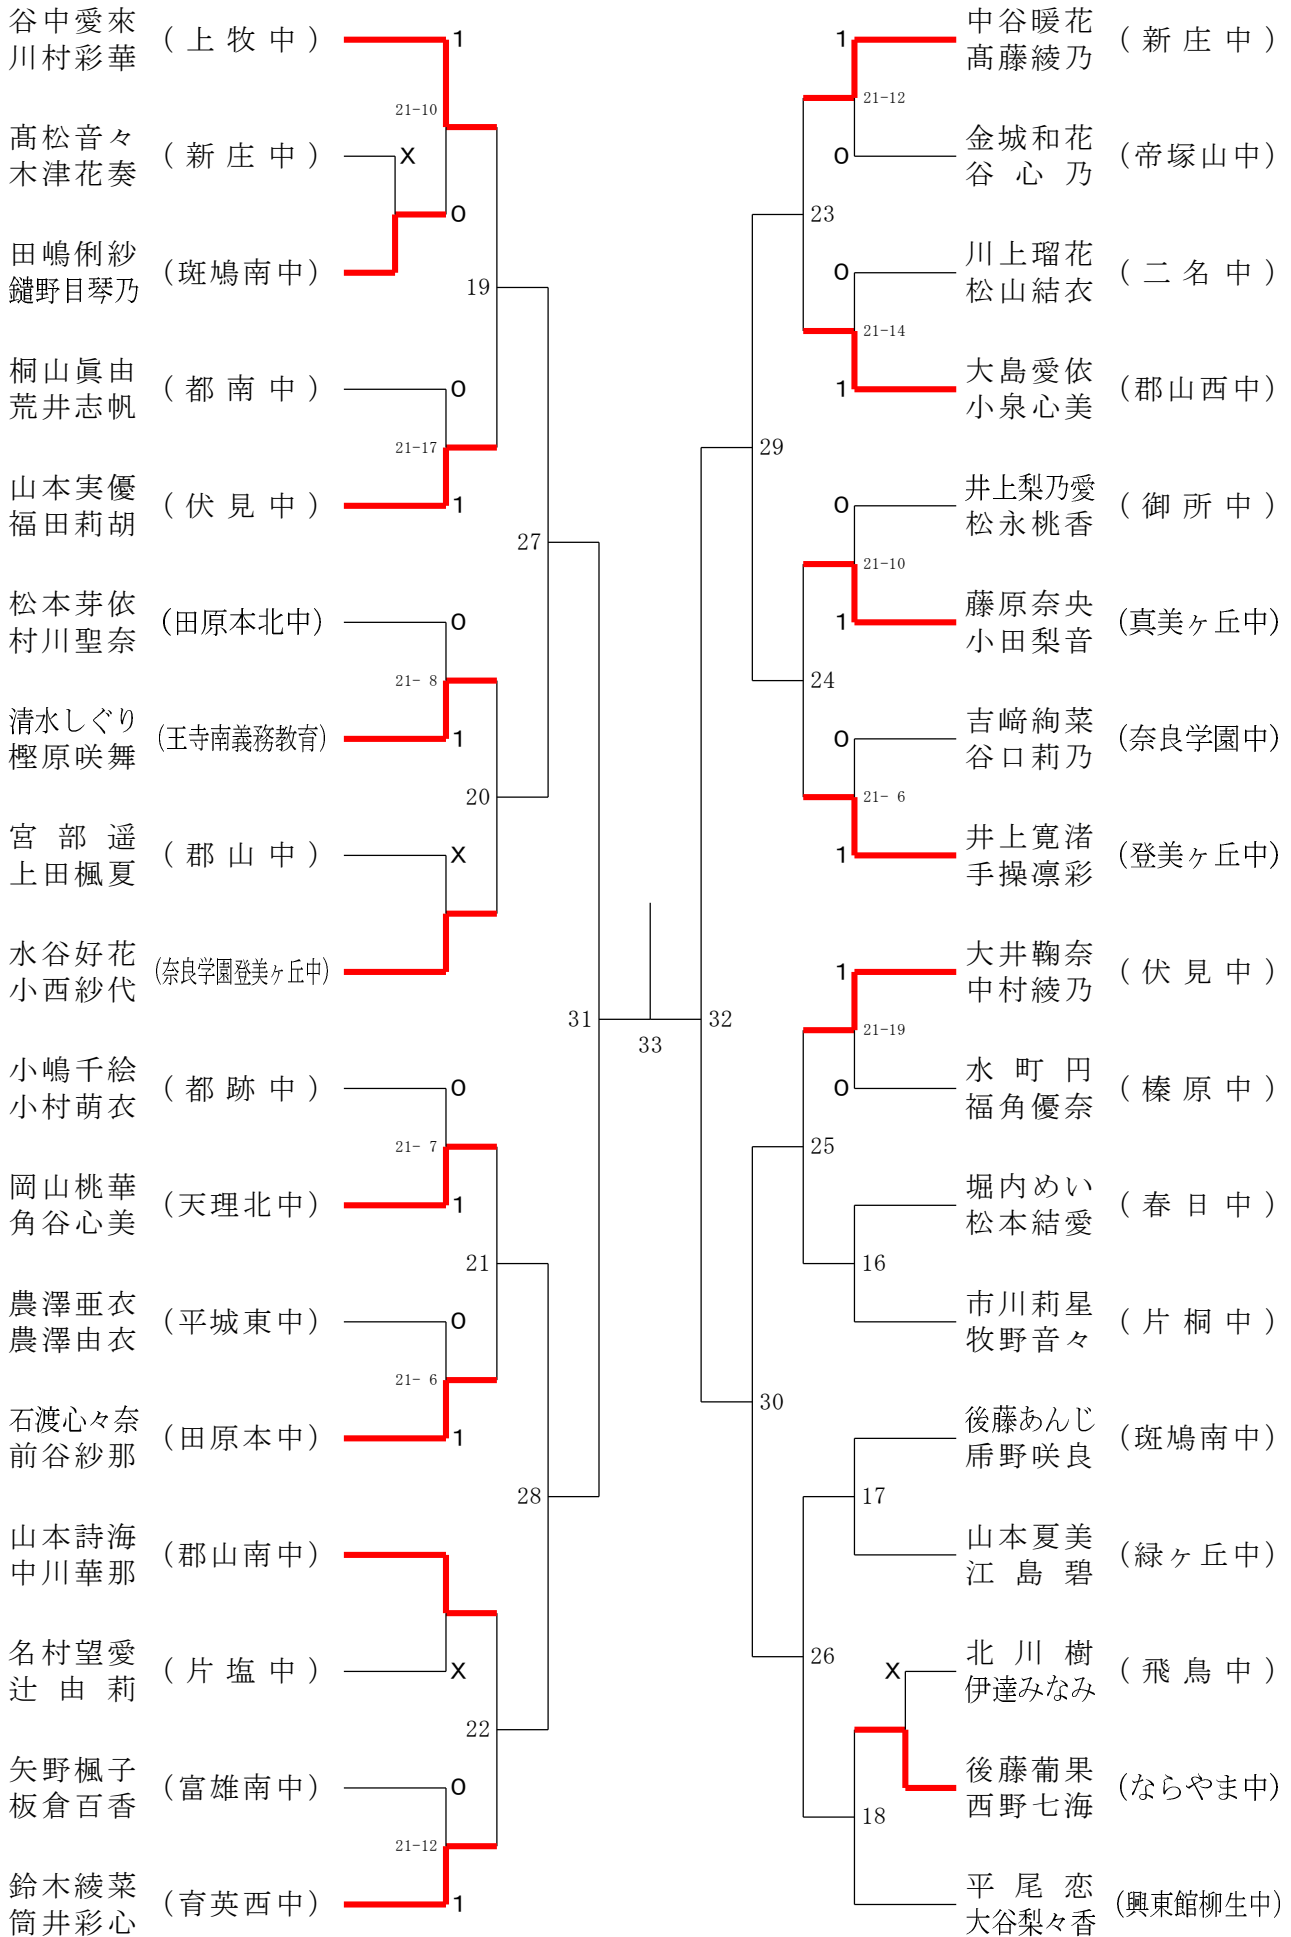 谷中愛來
川村彩華
(上牧中)
1
21-10
髙松音々
木津花奏
(新庄中)
x
0
田嶋俐紗
鑓野目琴乃
(斑鳩南中)
19
桐山眞由
荒井志帆
(都南中)
0
21-17
山本実優
福田莉胡
(伏見中)
1
27
松本芽依
村川聖奈
(田原本北中)
0
21- 8
清水しぐり
樫原咲舞
(王寺南義務教育)
1
20
宮部遥
上田楓夏
(郡山中)
x
水谷好花
小西紗代
(奈良学園登美ヶ丘中)
31
33
32
小嶋千絵
小村萌衣
(都跡中)
0
21- 7
岡山桃華
角谷心美
(天理北中)
1
21
農澤亜衣
農澤由衣
(平城東中)
0
21- 6
石渡心々奈
前谷紗那
(田原本中)
1
28
山本詩海
中川華那
(郡山南中)
名村望愛
辻由莉
(片塩中)
x
22
矢野楓子
板倉百香
(富雄南中)
0
21-12
鈴木綾菜
筒井彩心
(育英西中)
1
1
中谷暖花
髙藤綾乃
(新庄中)
21-12
0
金城和花
谷心乃
(帝塚山中)
23
0
川上瑠花
松山結衣
(二名中)
21-14
1
大島愛依
小泉心美
(郡山西中)
29
0
井上梨乃愛
松永桃香
(御所中)
21-10
1
藤原奈央
小田梨音
(真美ヶ丘中)
24
0
吉﨑絢菜
谷口莉乃
(奈良学園中)
21- 6
1
井上寛渚
手操凛彩
(登美ヶ丘中)
1
大井鞠奈
中村綾乃
(伏見中)
21-19
0
水町円
福角優奈
(榛原中)
25
堀内めい
松本結愛
(春日中)
16
市川莉星
牧野音々
(片桐中)
30
後藤あんじ
乕野咲良
(斑鳩南中)
17
山本夏美
江島碧
(緑ヶ丘中)
26
x
北川樹
伊達みなみ
(飛鳥中)
後藤葡果
西野七海
(ならやま中)
18
平尾恋
大谷梨々香
(興東館柳生中)